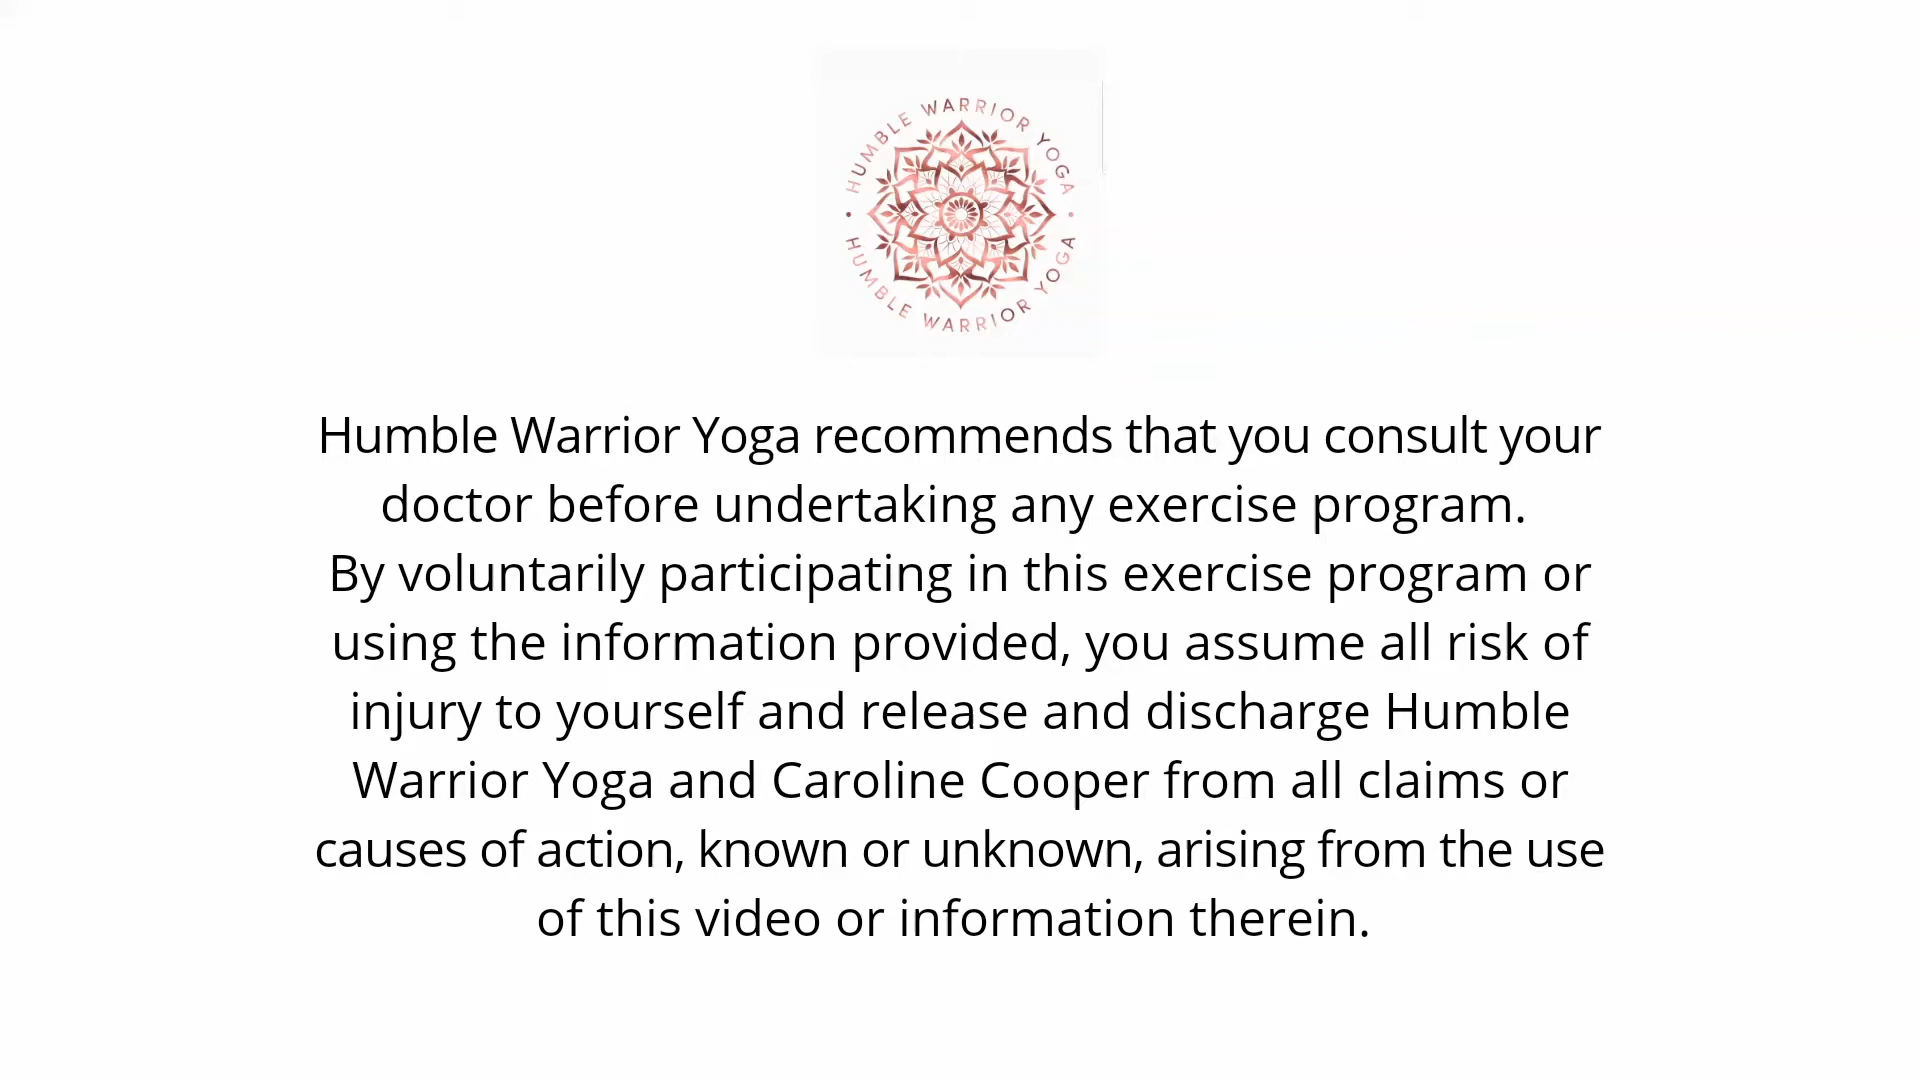 HUMBLE WARRIOR YOGA
HUMBLE WARRIOR YOGA
Humble Warrior Yoga recommends that you consult your
doctor before undertaking any exercise program.
By voluntarily participating in this exercise program or
using the information provided, you assume all risk of
injury to yourself and release and discharge Humble
Warrior Yoga and Caroline Cooper from all claims or
causes of action, known or unknown, arising from the use
of this video or information therein.